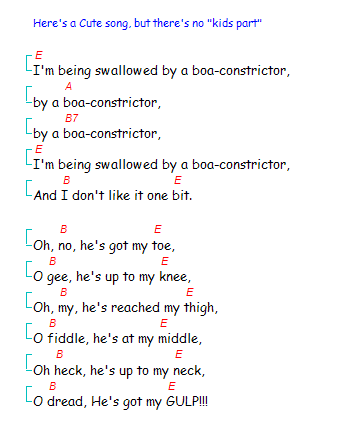 Here's a Cute song, but there's no "kids part"
E
I'm being swallowed by a boa-constrictor,
A
by a boa-constrictor,
B7
by a boa-constrictor,
E
I'm being swallowed by a boa-constrictor,
B E
And I don't like it one bit.
B E
Oh, no, he's got my toe,
B E
O gee, he's up to my knee,
B E
Oh, my, he's reached my thigh,
B E
O fiddle, he's at my middle,
B E
Oh heck, he's up to my neck,
B E
O dread, He's got my GULP!!!